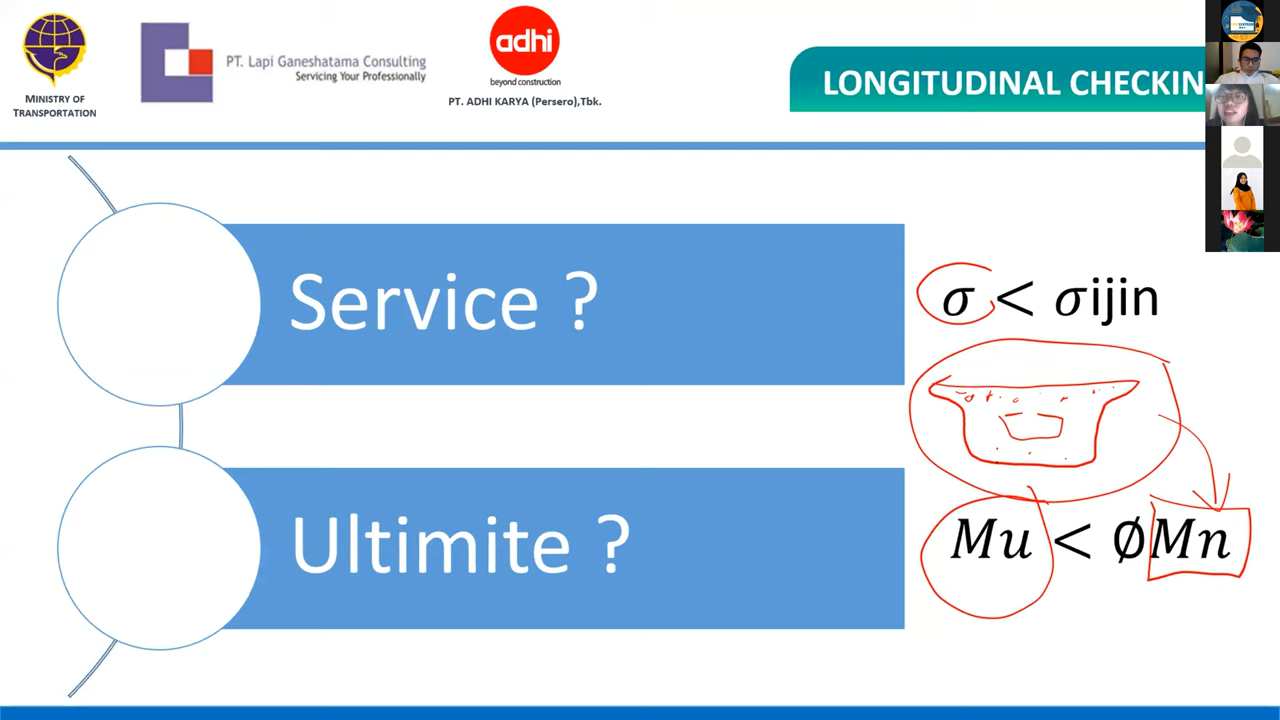 MINISTRY OF
TRANSPORTATION
PT. Lapi Ganeshatama Consulting
Servicing Your Professionally
adhi
beyond construction
PT. ADHI KARYA (Persero),Tbk.
LONGITUDINAL CHECKIN
Service ?
σ < σijin
Ultimite ?
Mu < ∅Mn